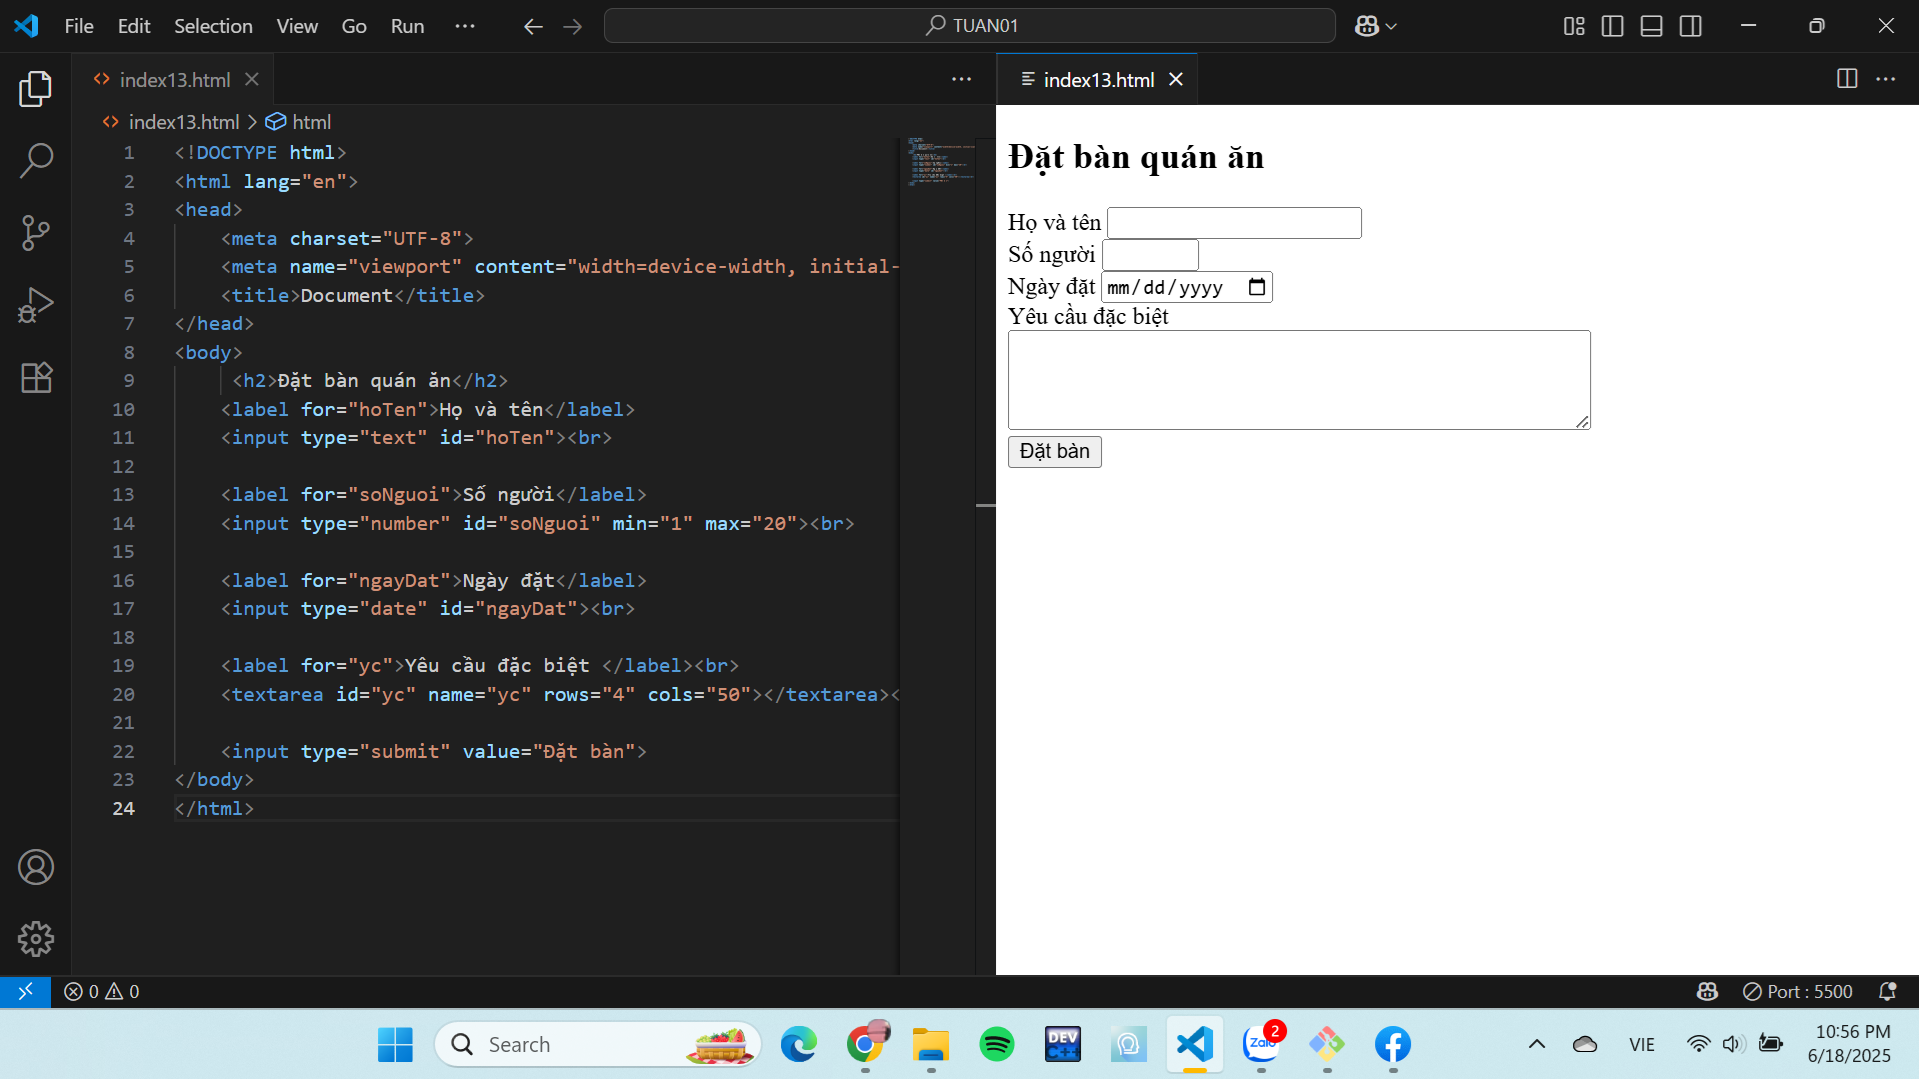 File Edit Selection View Go Run ··· TUAN01
index13.html
index13.html
index13.html > html
1 <!DOCTYPE html>
2 <html lang="en">
3 <head>
4 <meta charset="UTF-8">
5 <meta name="viewport" content="width=device-width, initial-
6 <title>Document</title>
7 </head>
8 <body>
9 <h2>Đặt bàn quán ăn</h2>
10 <label for="hoTen">Họ và tên</label>
11 <input type="text" id="hoTen"><br>
12
13 <label for="soNguoi">Số người</label>
14 <input type="number" id="soNguoi" min="1" max="20"><br>
15
16 <label for="ngayDat">Ngày đặt</label>
17 <input type="date" id="ngayDat"><br>
18
19 <label for="yc">Yêu cầu đặc biệt </label><br>
20 <textarea id="yc" name="yc" rows="4" cols="50"></textarea><
21
22 <input type="submit" value="Đặt bàn">
23 </body>
24 </html>
Đặt bàn quán ăn
Họ và tên
Số người
Ngày đặt mm/dd/yyyy
Yêu cầu đặc biệt
Đặt bàn
0 0
Port : 5500
Search
DEV C++
Zalo
2
VIE
10:56 PM
6/18/2025